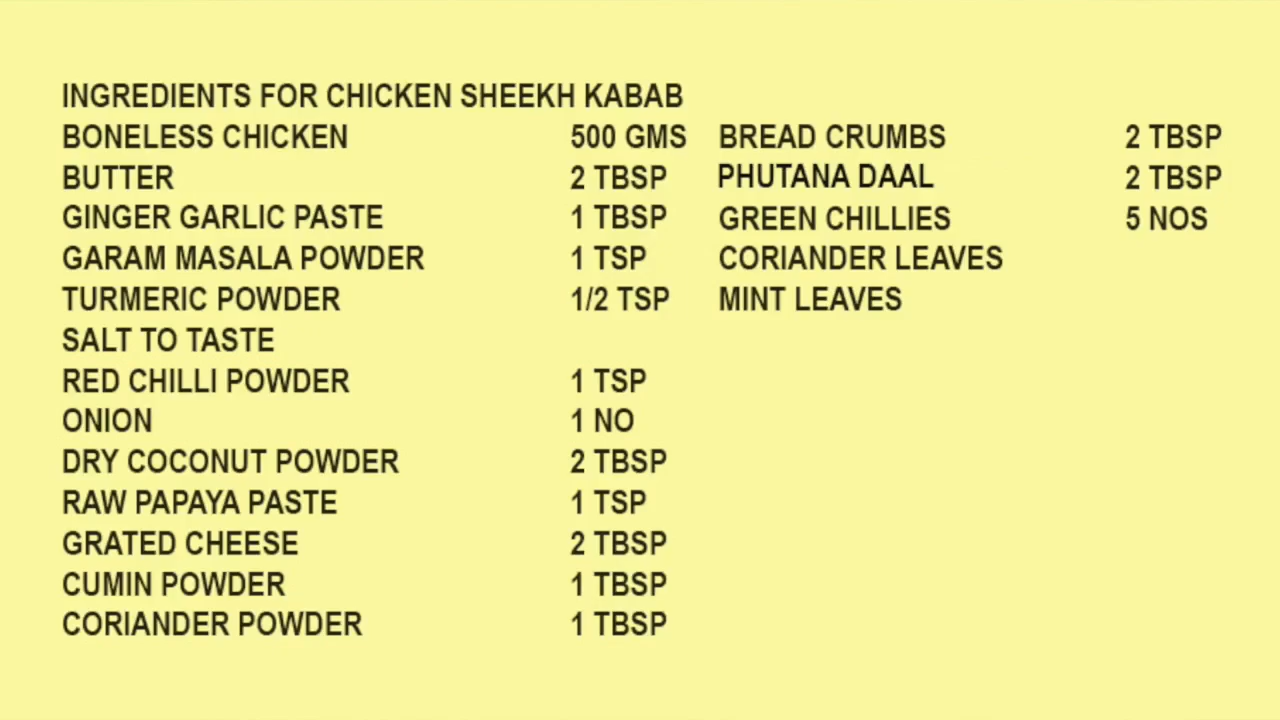 INGREDIENTS FOR CHICKEN SHEEKH KABAB
BONELESS CHICKEN 500 GMS
BUTTER 2 TBSP
GINGER GARLIC PASTE 1 TBSP
GARAM MASALA POWDER 1 TSP
TURMERIC POWDER 1/2 TSP
SALT TO TASTE
RED CHILLI POWDER 1 TSP
ONION 1 NO
DRY COCONUT POWDER 2 TBSP
RAW PAPAYA PASTE 1 TSP
GRATED CHEESE 2 TBSP
CUMIN POWDER 1 TBSP
CORIANDER POWDER 1 TBSP
BREAD CRUMBS 2 TBSP
PHUTANA DAAL 2 TBSP
GREEN CHILLIES 5 NOS
CORIANDER LEAVES
MINT LEAVES